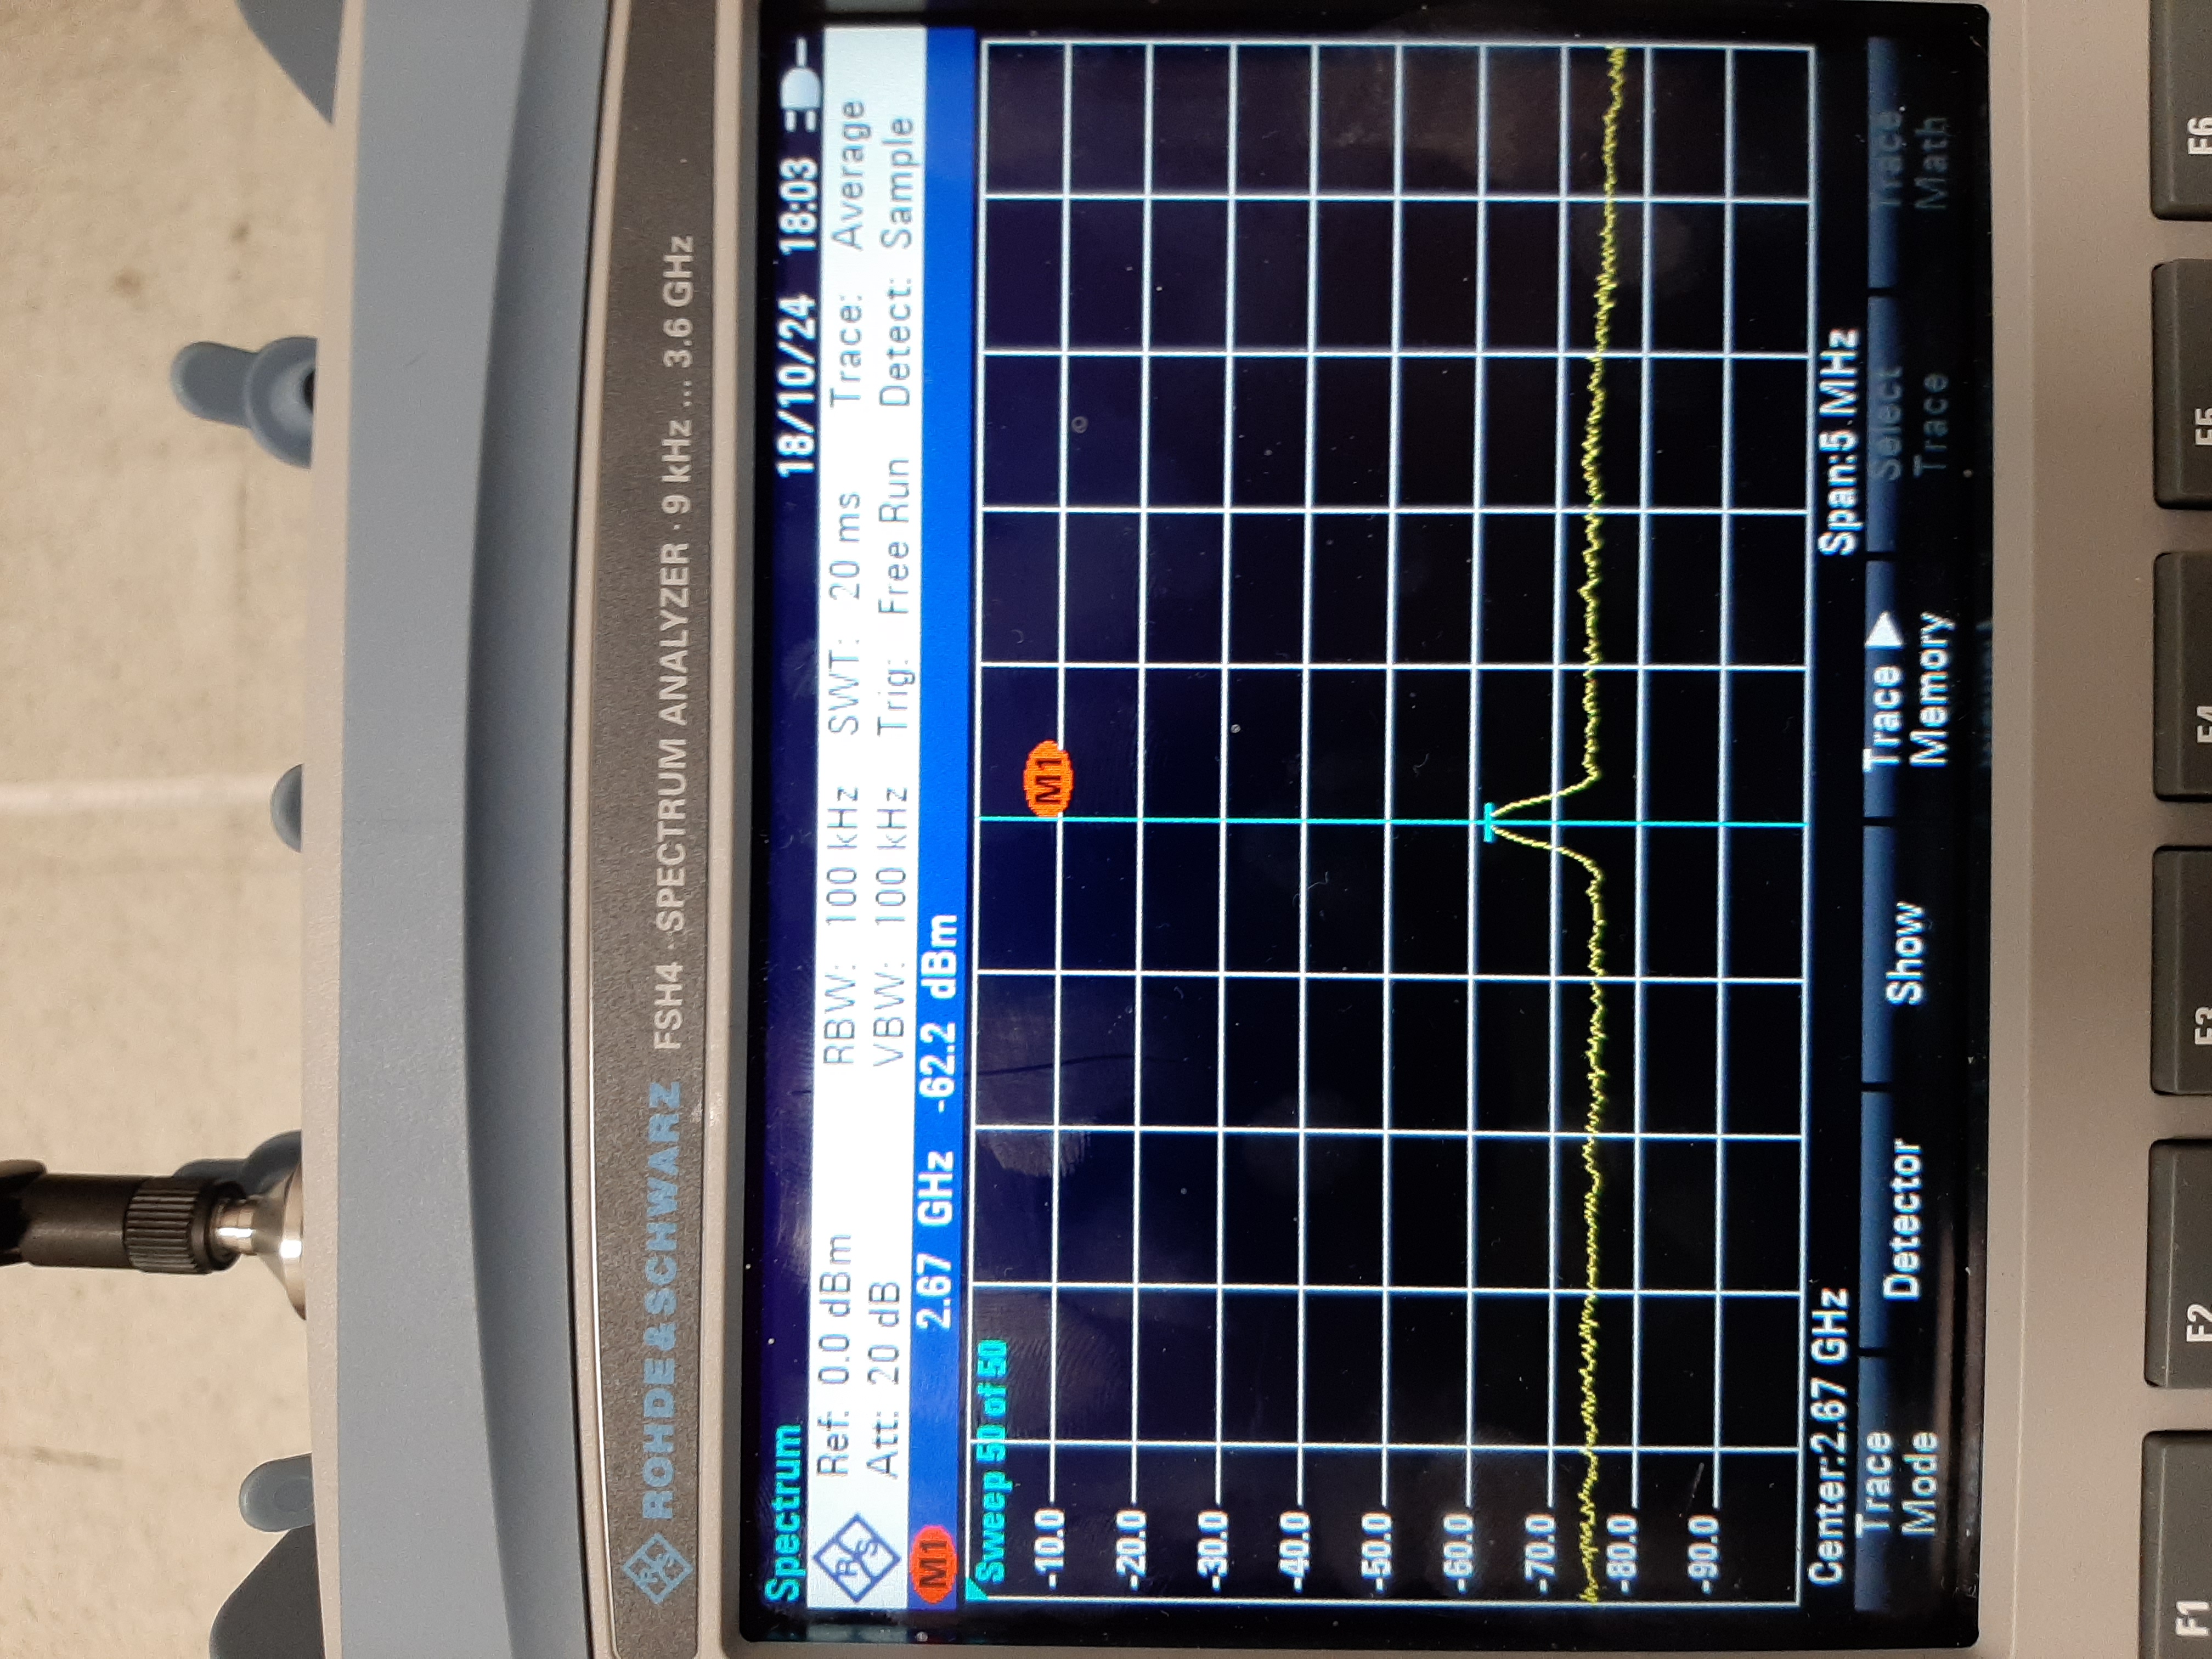 ROHDE&SCHWARZ FSH4 · SPECTRUM ANALYZER · 9 kHz ... 3.6 GHz
Spectrum 18/10/24 18:03
R/S Ref: 0.0 dBm RBW: 100 kHz SWT: 20 ms Trace: Average
Att: 20 dB VBW: 100 kHz Trig: Free Run Detect: Sample
M1 2.67 GHz -62.2 dBm
Sweep 50 of 50
M1
-10.0
-20.0
-30.0
-40.0
-50.0
-60.0
-70.0
-80.0
-90.0
Center:2.67 GHz Span:5 MHz
Trace Mode
Detector
Show
Trace ▶ Memory
Select Trace
Trace Math
F1 F2 F3 F4 F5 F6